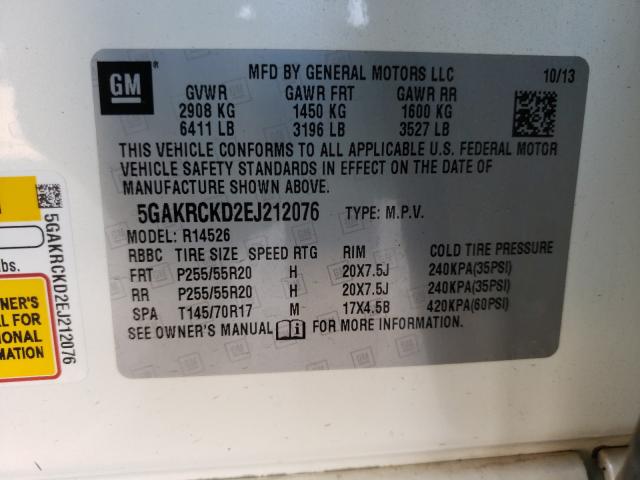 GM
MFD BY GENERAL MOTORS LLC 10/13
GVWR GAWR FRT GAWR RR
2908 KG 1450 KG 1600 KG
6411 LB 3196 LB 3527 LB
THIS VEHICLE CONFORMS TO ALL APPLICABLE U.S. FEDERAL MOTOR
VEHICLE SAFETY STANDARDS IN EFFECT ON THE DATE OF
MANUFACTURE SHOWN ABOVE.
5GAKRCKD2EJ212076 TYPE: M.P.V.
MODEL: R14526
RBBC TIRE SIZE SPEED RTG RIM COLD TIRE PRESSURE
FRT P255/55R20 H 20X7.5J 240KPA(35PSI)
RR P255/55R20 H 20X7.5J 240KPA(35PSI)
SPA T145/70R17 M 17X4.5B 420KPA(60PSI)
SEE OWNER'S MANUAL FOR MORE INFORMATION.
5GAKRCKD2EJ212076
lbs.
NER'S
L FOR
IONAL
MATION